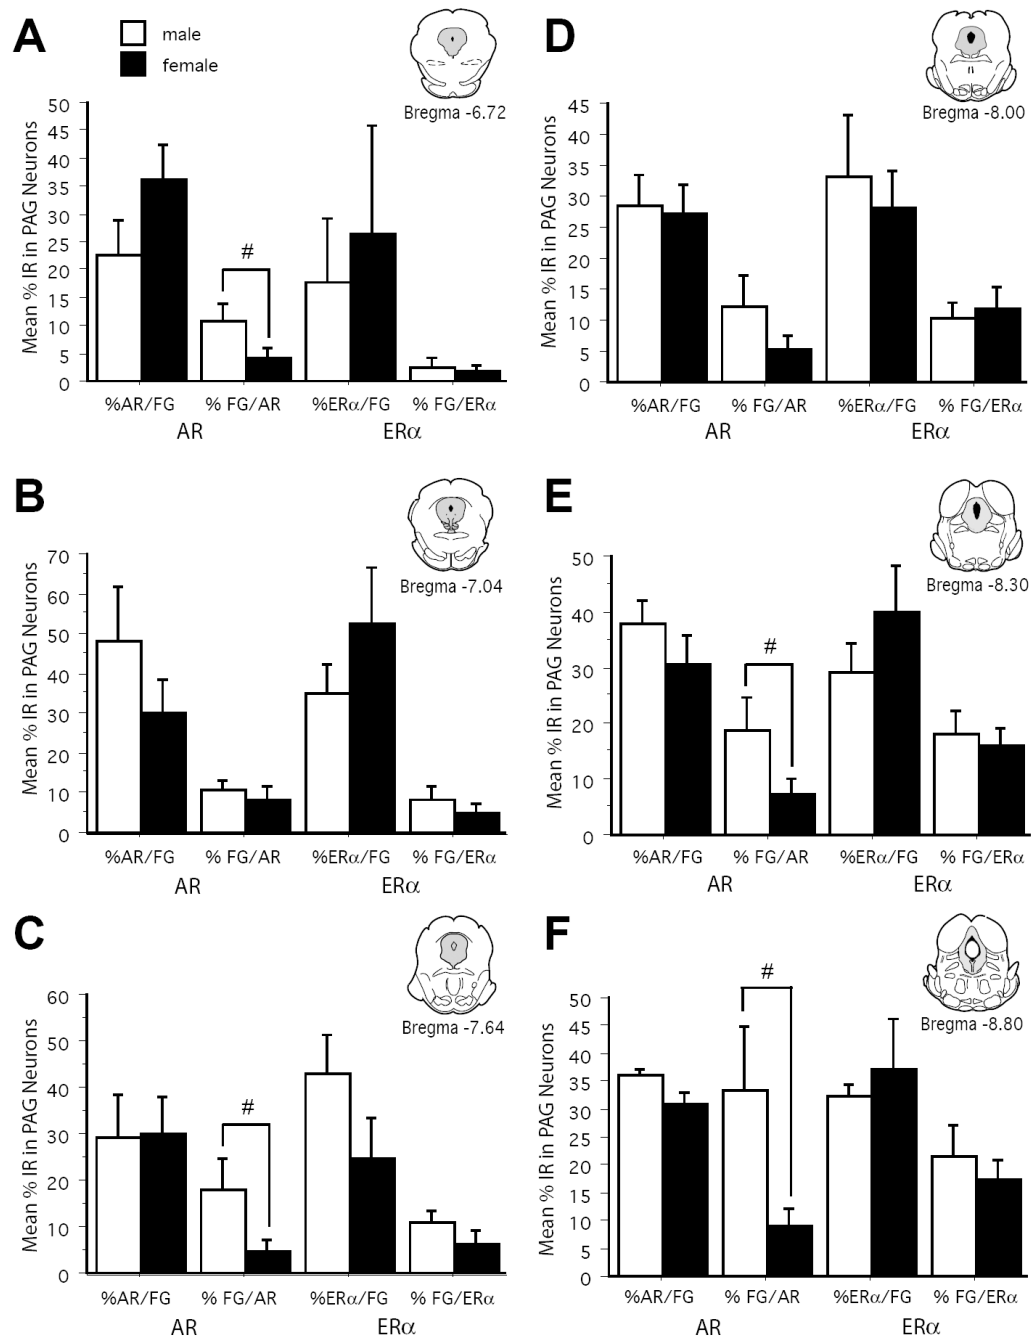 A
male
female
Bregma -6.72
Mean % IR in PAG Neurons
50
45
40
35
30
25
20
15
10
5
0
#
%AR/FG % FG/AR %ERα/FG % FG/ERα
AR ERα
B
Bregma -7.04
Mean % IR in PAG Neurons
70
60
50
40
30
20
10
0
%AR/FG % FG/AR %ERα/FG % FG/ERα
AR ERα
C
Bregma -7.64
Mean % IR in PAG Neurons
60
50
40
30
20
10
0
#
%AR/FG % FG/AR %ERα/FG % FG/ERα
AR ERα
D
Bregma -8.00
Mean % IR in PAG Neurons
45
40
35
30
25
20
15
10
5
0
%AR/FG % FG/AR %ERα/FG % FG/ERα
AR ERα
E
Bregma -8.30
Mean % IR in PAG Neurons
50
40
30
20
10
0
#
%AR/FG % FG/AR %ERα/FG % FG/ERα
AR ERα
F
Bregma -8.80
Mean % IR in PAG Neurons
50
45
40
35
30
25
20
15
10
5
0
#
%AR/FG % FG/AR %ERα/FG % FG/ERα
AR ERα